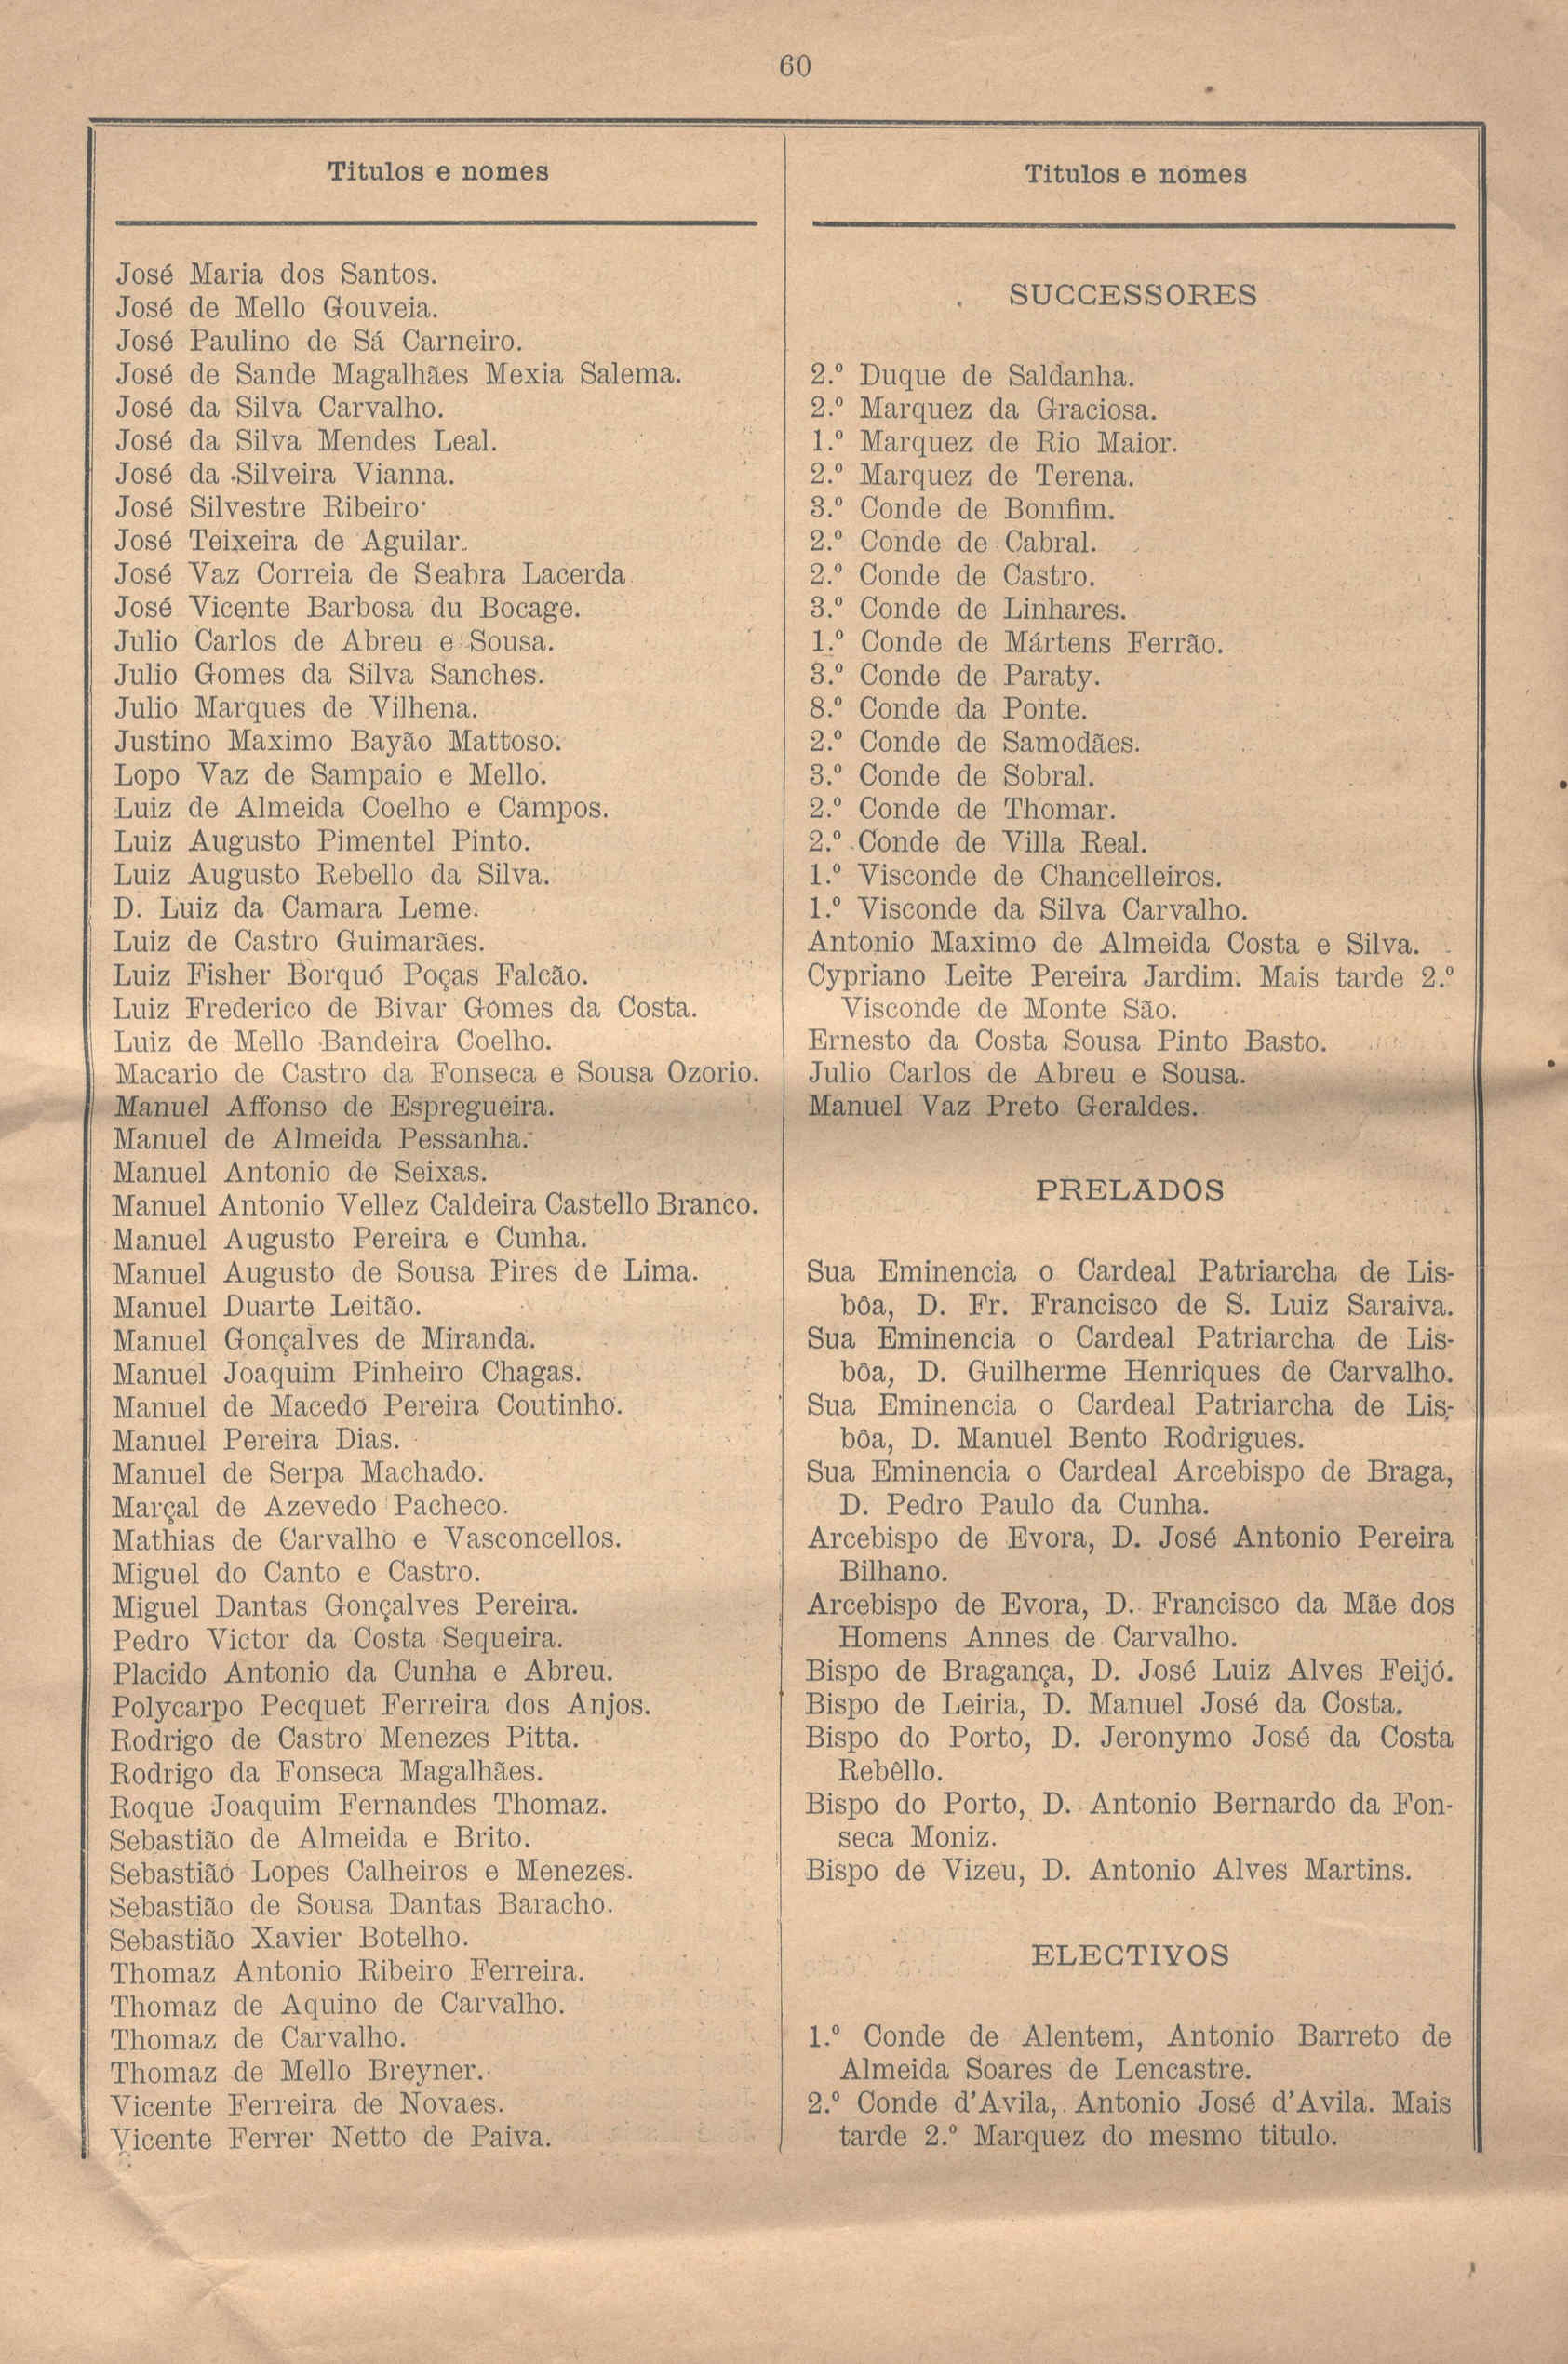 60
Titulos e nomes
José Maria dos Santos.
José de Mello Gouveia.
José Paulino de Sá Carneiro.
José de Sande Magalhães Mexia Salema.
José da Silva Carvalho.
José da Silva Mendes Leal.
José da Silveira Vianna.
José Silvestre Ribeiro
José Teixeira de Aguilar.
José Vaz Correia de Seabra Lacerda
José Vicente Barbosa du Bocage.
Julio Carlos de Abreu e Sousa.
Julio Gomes da Silva Sanches.
Julio Marques de Vilhena.
Justino Maximo Bayão Mattoso.
Lopo Vaz de Sampaio e Mello.
Luiz de Almeida Coelho e Campos.
Luiz Augusto Pimentel Pinto.
Luiz Augusto Rebello da Silva.
D. Luiz da Camara Leme.
Luiz de Castro Guimarães.
Luiz Fisher Borquó Poças Falcão.
Luiz Frederico de Bivar Gomes da Costa.
Luiz de Mello Bandeira Coelho.
Macario de Castro da Fonseca e Sousa Ozorio.
Manuel Affonso de Espregueira.
Manuel de Almeida Pessanha.
Manuel Antonio de Seixas.
Manuel Antonio Vellez Caldeira Castello Branco.
Manuel Augusto Pereira e Cunha.
Manuel Augusto de Sousa Pires de Lima.
Manuel Duarte Leitão.
Manuel Gonçalves de Miranda.
Manuel Joaquim Pinheiro Chagas.
Manuel de Macedo Pereira Coutinho.
Manuel Pereira Dias.
Manuel de Serpa Machado.
Marçal de Azevedo Pacheco.
Mathias de Carvalho e Vasconcellos.
Miguel do Canto e Castro.
Miguel Dantas Gonçalves Pereira.
Pedro Victor da Costa Sequeira.
Placido Antonio da Cunha e Abreu.
Polycarpo Pecquet Ferreira dos Anjos.
Rodrigo de Castro Menezes Pitta.
Rodrigo da Fonseca Magalhães.
Roque Joaquim Fernandes Thomaz.
Sebastião de Almeida e Brito.
Sebastião Lopes Calheiros e Menezes.
Sebastião de Sousa Dantas Baracho.
Sebastião Xavier Botelho.
Thomaz Antonio Ribeiro Ferreira.
Thomaz de Aquino de Carvalho.
Thomaz de Carvalho.
Thomaz de Mello Breyner.
Vicente Ferreira de Novaes.
Vicente Ferrer Netto de Paiva.
Titulos e nomes
SUCCESSORES
2.º Duque de Saldanha.
2.º Marquez da Graciosa.
1.º Marquez de Rio Maior.
2.º Marquez de Terena.
3.º Conde de Bomfim.
2.º Conde de Cabral.
2.º Conde de Castro.
3.º Conde de Linhares.
1.º Conde de Mártens Ferrão.
3.º Conde de Paraty.
8.º Conde da Ponte.
2.º Conde de Samodães.
3.º Conde de Sobral.
2.º Conde de Thomar.
2.º Conde de Villa Real.
1.º Visconde de Chancelleiros.
1.º Visconde da Silva Carvalho.
Antonio Maximo de Almeida Costa e Silva.
Cypriano Leite Pereira Jardim. Mais tarde 2.º
Visconde de Monte São.
Ernesto da Costa Sousa Pinto Basto.
Julio Carlos de Abreu e Sousa.
Manuel Vaz Preto Geraldes.
PRELADOS
Sua Eminencia o Cardeal Patriarcha de Lis-
bôa, D. Fr. Francisco de S. Luiz Saraiva.
Sua Eminencia o Cardeal Patriarcha de Lis-
bôa, D. Guilherme Henriques de Carvalho.
Sua Eminencia o Cardeal Patriarcha de Lis-
bôa, D. Manuel Bento Rodrigues.
Sua Eminencia o Cardeal Arcebispo de Braga,
D. Pedro Paulo da Cunha.
Arcebispo de Evora, D. José Antonio Pereira
Bilhano.
Arcebispo de Evora, D. Francisco da Mãe dos
Homens Annes de Carvalho.
Bispo de Bragança, D. José Luiz Alves Feijó.
Bispo de Leiria, D. Manuel José da Costa.
Bispo do Porto, D. Jeronymo José da Costa
Rebêllo.
Bispo do Porto, D. Antonio Bernardo da Fon-
seca Moniz.
Bispo de Vizeu, D. Antonio Alves Martins.
ELECTIVOS
1.º Conde de Alentem, Antonio Barreto de
Almeida Soares de Lencastre.
2.º Conde d'Avila, Antonio José d'Avila. Mais
tarde 2.º Marquez do mesmo titulo.